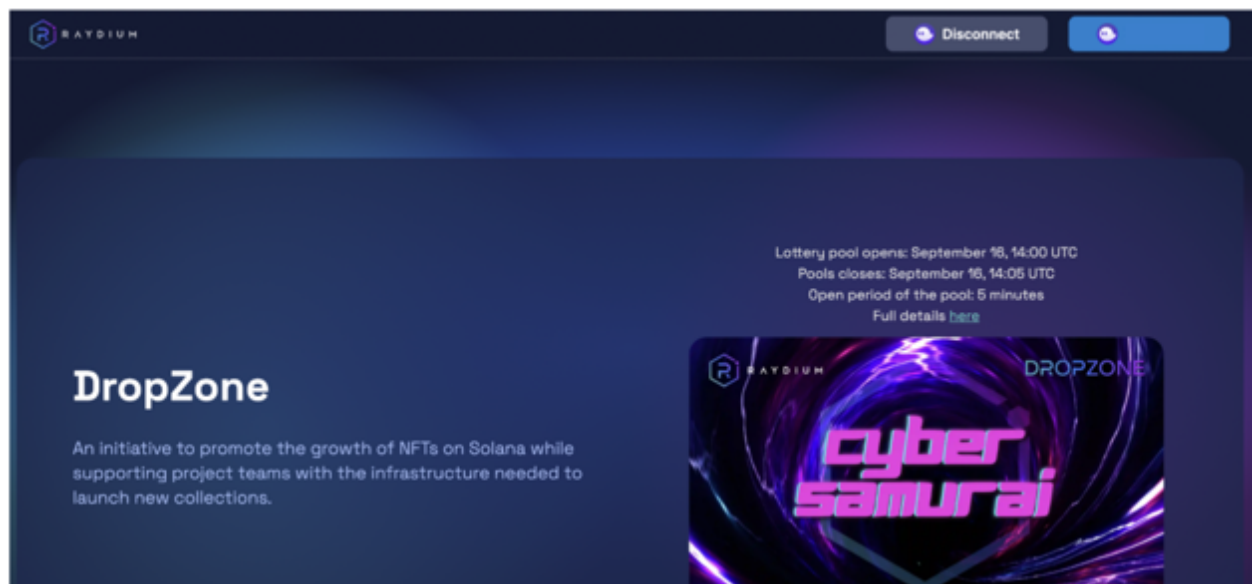 RAYDIUM
Disconnect
Lottery pool opens: September 16, 14:00 UTC
Pools closes: September 16, 14:05 UTC
Open period of the pool: 5 minutes
Full details here
DropZone
An initiative to promote the growth of NFTs on Solana while
supporting project teams with the infrastructure needed to
launch new collections.
RAYDIUM
DROPZONE
cyber
samurai